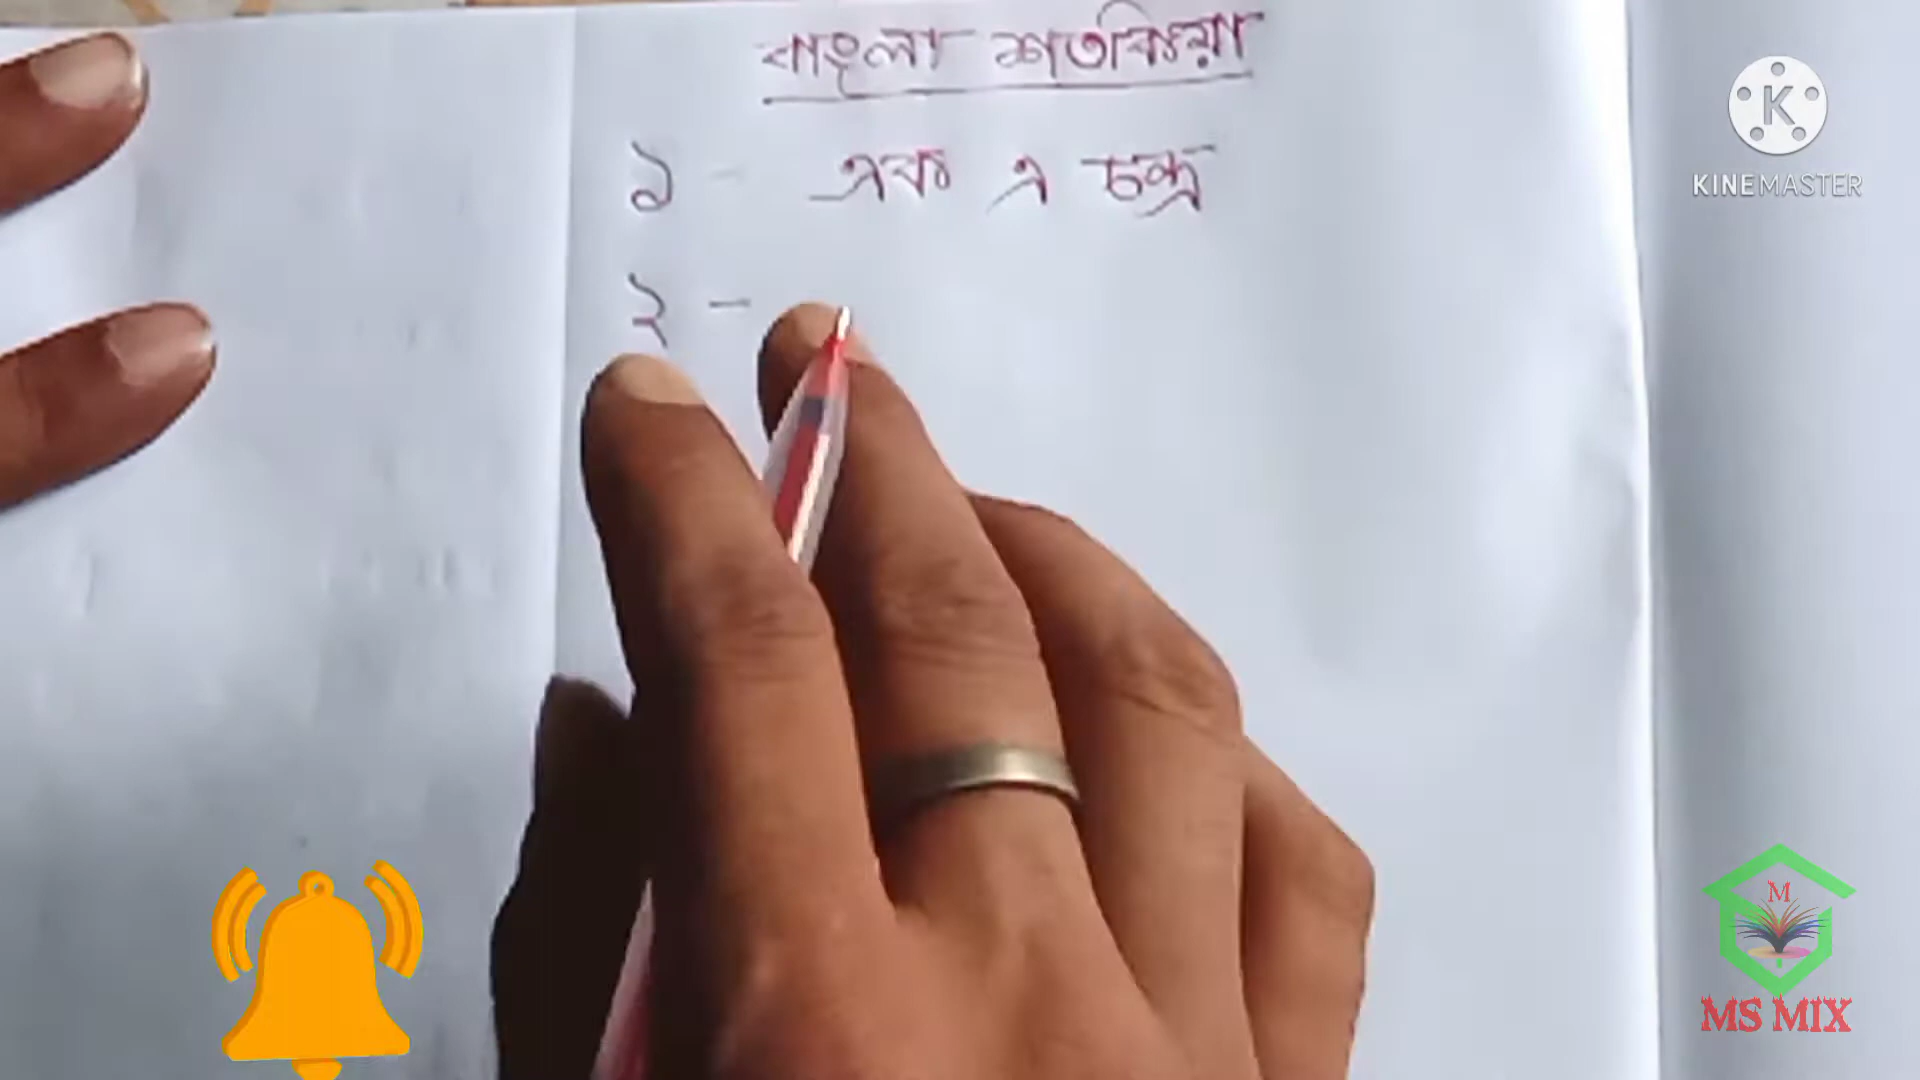 বাংলা শতকিয়া
১ - এক এ চন্দ্র
২ -
KINEMASTER
M
MS MIX